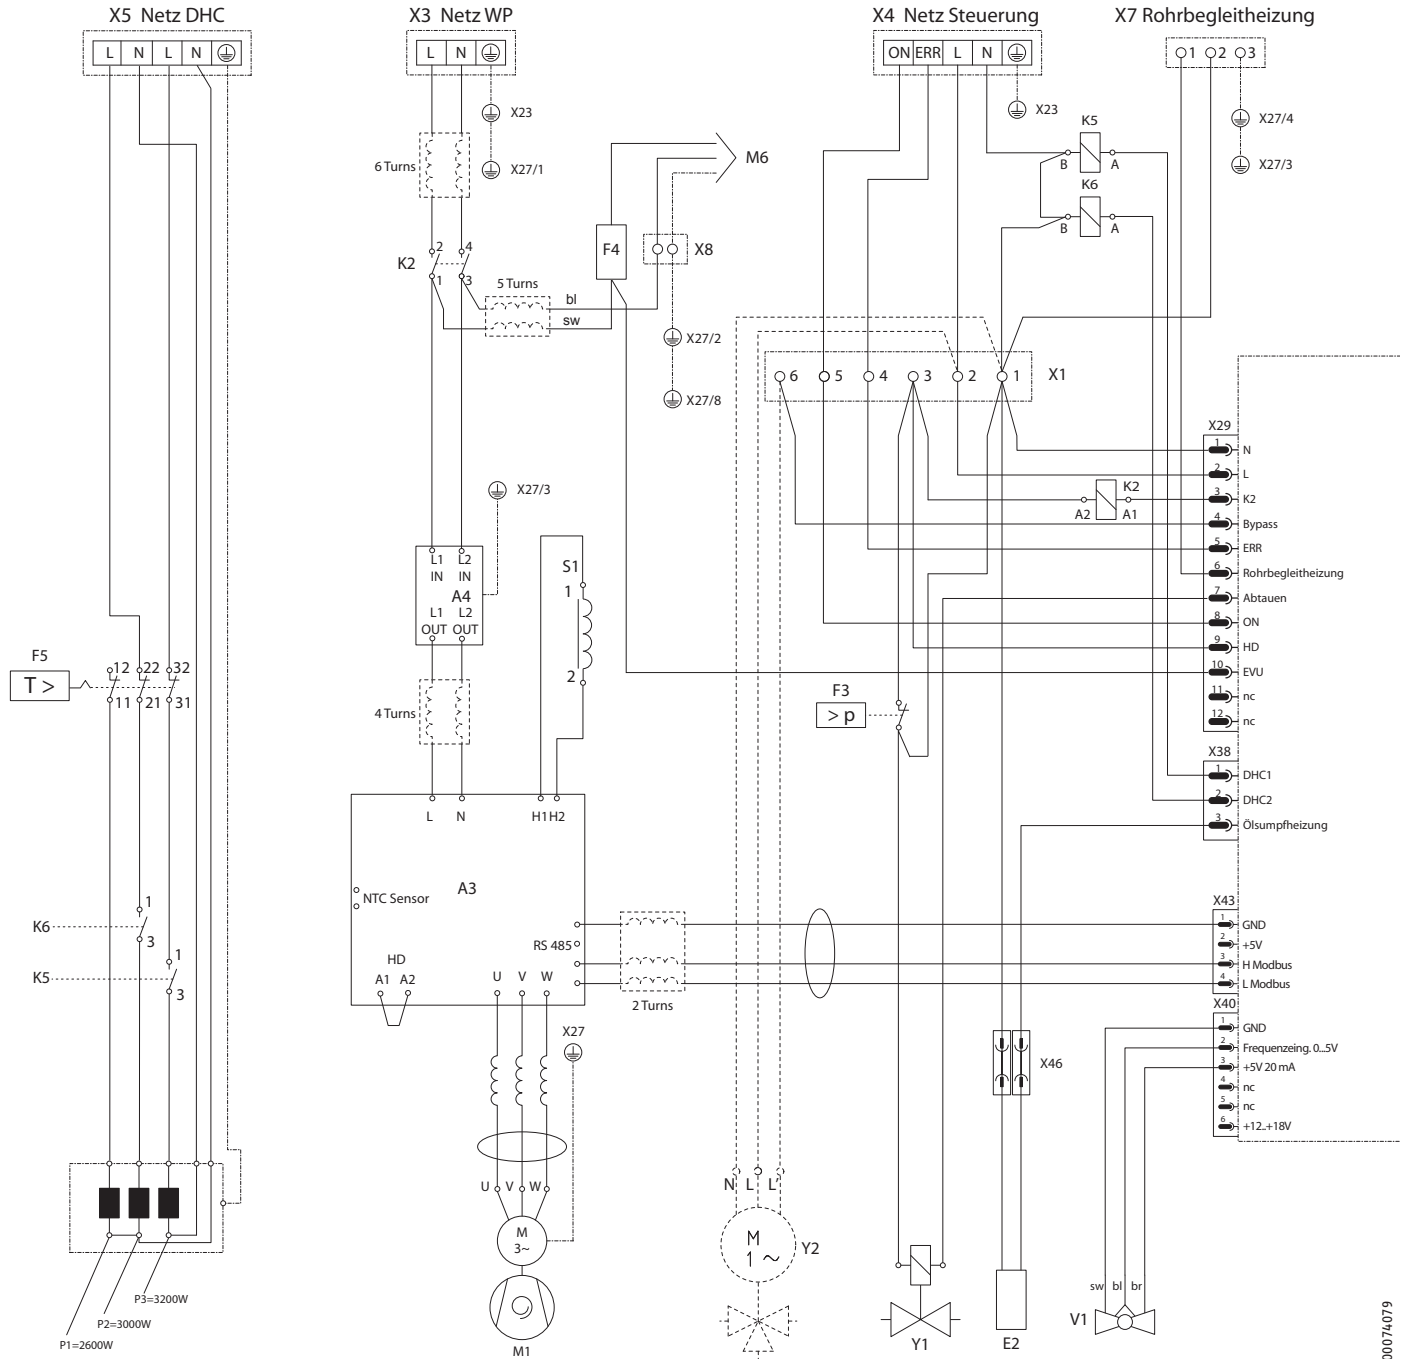 X5 Netz DHC
X3 Netz WP
X4 Netz Steuerung
X7 Rohrbegleitheizung
L N L N
L N
ON ERR L N
1 2 3
X23
X27/1
6 Turns
M6
X23
K5
B A
K6
B A
X27/4
X27/3
F4
X8
K2
2 4
1 3
5 Turns
bl
sw
X27/2
X27/8
6 5 4 3 2 1
X1
X29
1 N
2 L
3 K2
4 Bypass
5 ERR
6 Rohrbegleitheizung
7 Abtauen
8 ON
9 HD
10 EVU
11 nc
12 nc
K2
A2 A1
X27/3
L1 L2
IN IN
A4
L1 L2
OUT OUT
S1
1
2
F5
T >
12 22 32
11 21 31
4 Turns
F3
> p
X38
1 DHC1
2 DHC2
3 Ölsumpfheizung
L N H1 H2
A3
NTC Sensor
RS 485
HD
A1 A2
U V W
K6
1
3
K5
1
3
2 Turns
X43
1 GND
2 +5V
3 H Modbus
4 L Modbus
X40
1 GND
2 Frequenzeing. 0...5V
3 +5V 20 mA
4 nc
5 nc
6 +12..+18V
X27
X46
U V W
M
3~
M1
N L L'
M
1 ~
Y2
Y1
E2
sw bl br
V1
P3=3200W
P2=3000W
P1=2600W
00074079